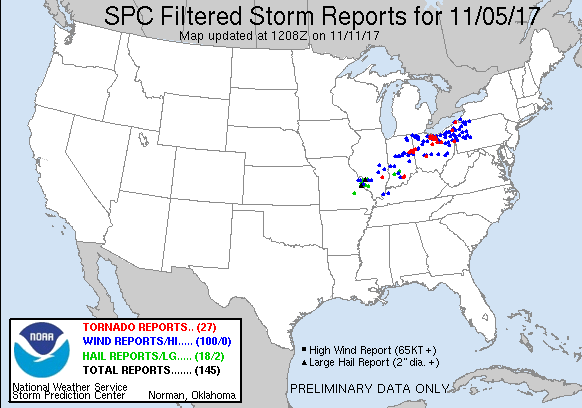 SPC Filtered Storm Reports for 11/05/17
Map updated at 1208Z on 11/11/17
NOAA
TORNADO REPORTS.. (27)
WIND REPORTS/HI..... (100/0)
HAIL REPORTS/LG..... (18/2)
TOTAL REPORTS....... (145)
National Weather Service
Storm Prediction Center Norman, Oklahoma
High Wind Report (65KT +)
Large Hail Report (2" dia. +)
PRELIMINARY DATA ONLY